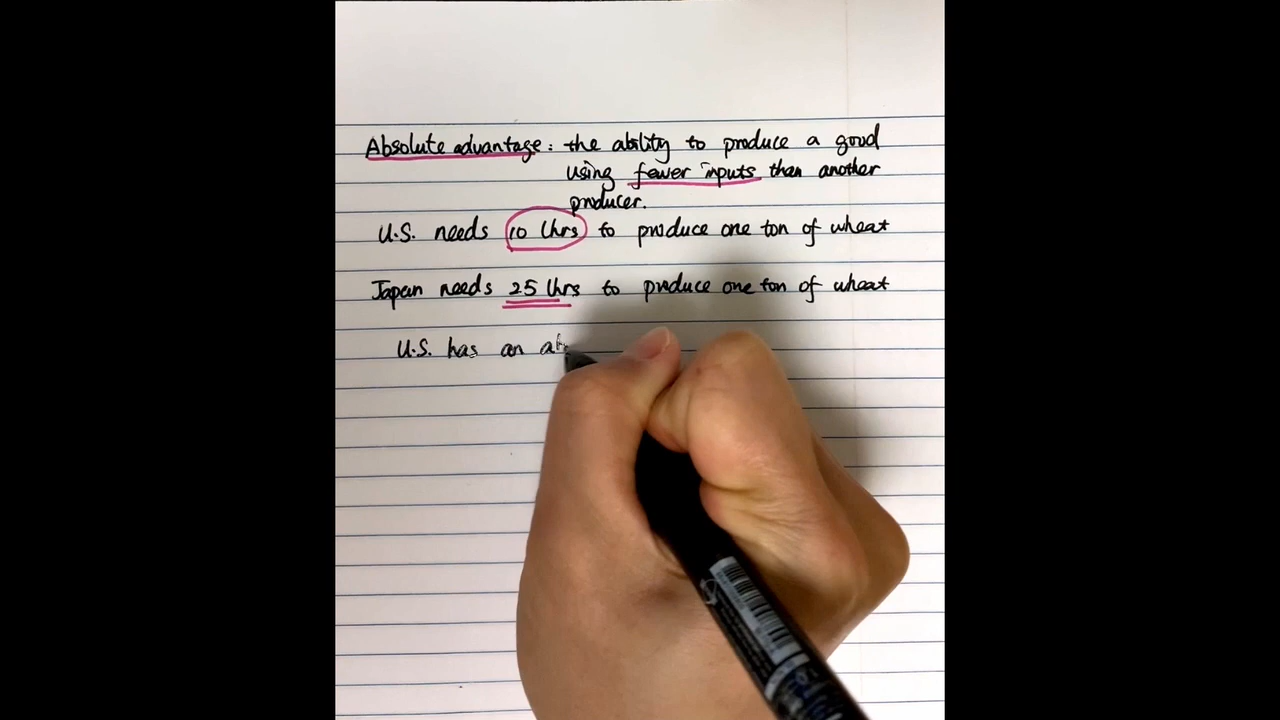 Absolute advantage: the ability to produce a good
using fewer inputs than another
producer.
U.S. needs 10 hrs to produce one ton of wheat
Japan needs 25 hrs to produce one ton of wheat
U.S. has an ab